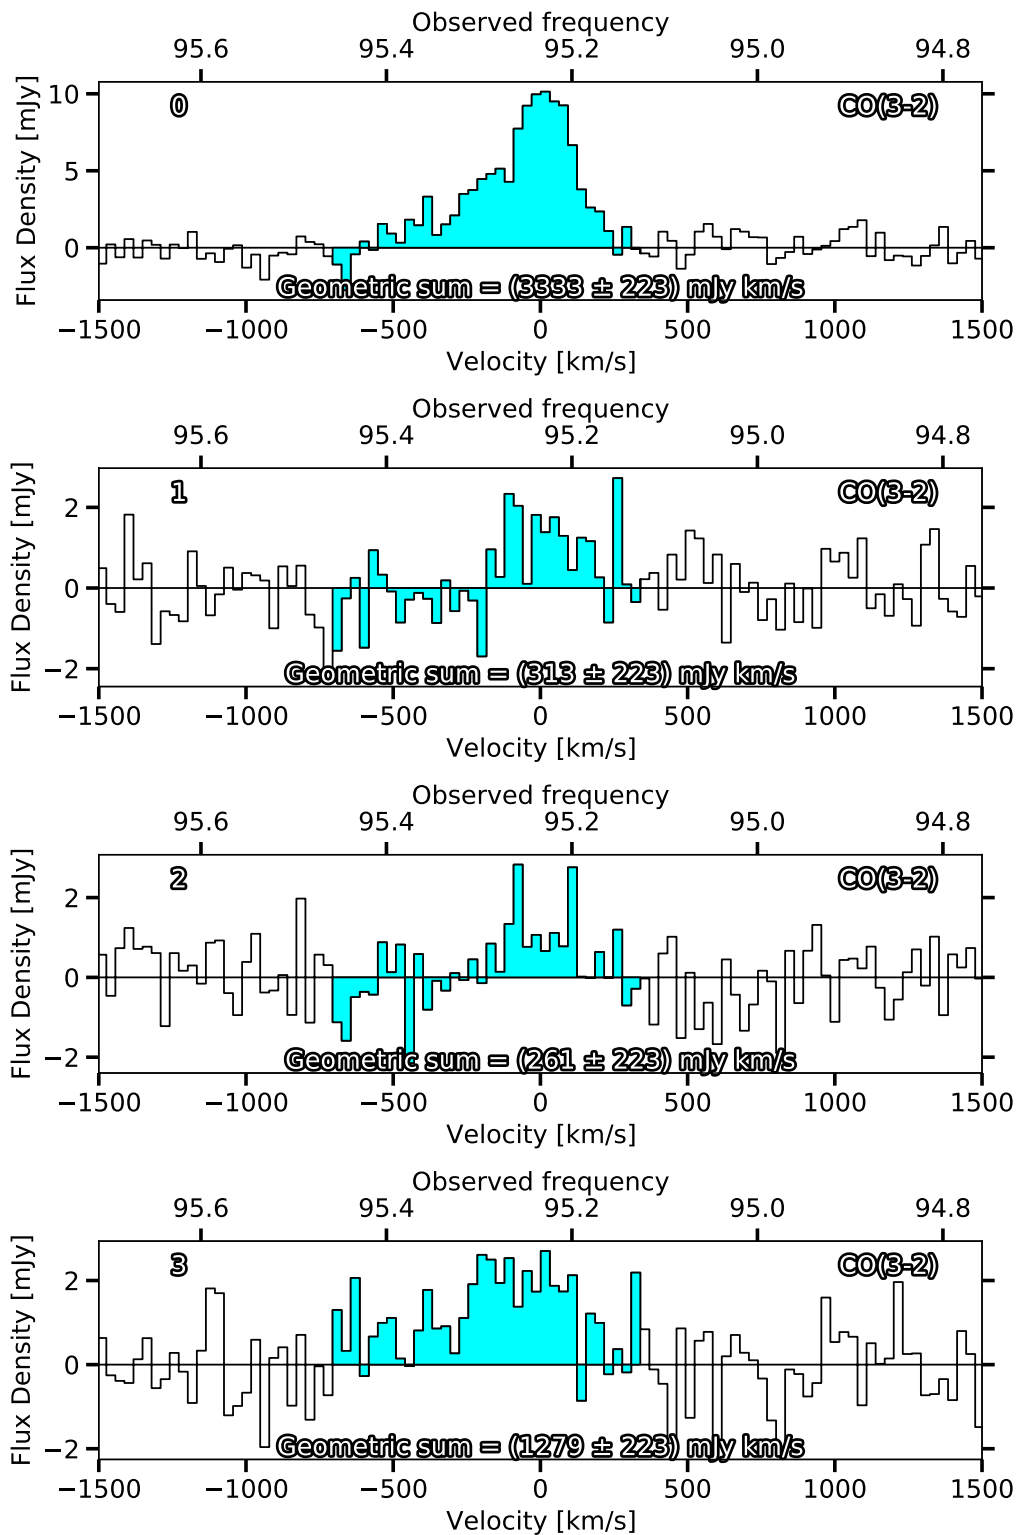 Observed frequency
95.6 95.4 95.2 95.0 94.8
0 CO(3-2)
Flux Density [mJy]
10
5
0
Geometric sum = (3333 ± 223) mJy km/s
−1500 −1000 −500 0 500 1000 1500
Velocity [km/s]
Observed frequency
95.6 95.4 95.2 95.0 94.8
1 CO(3-2)
Flux Density [mJy]
2
0
−2
Geometric sum = (313 ± 223) mJy km/s
−1500 −1000 −500 0 500 1000 1500
Velocity [km/s]
Observed frequency
95.6 95.4 95.2 95.0 94.8
2 CO(3-2)
Flux Density [mJy]
2
0
−2
Geometric sum = (261 ± 223) mJy km/s
−1500 −1000 −500 0 500 1000 1500
Velocity [km/s]
Observed frequency
95.6 95.4 95.2 95.0 94.8
3 CO(3-2)
Flux Density [mJy]
2
0
−2
Geometric sum = (1279 ± 223) mJy km/s
−1500 −1000 −500 0 500 1000 1500
Velocity [km/s]